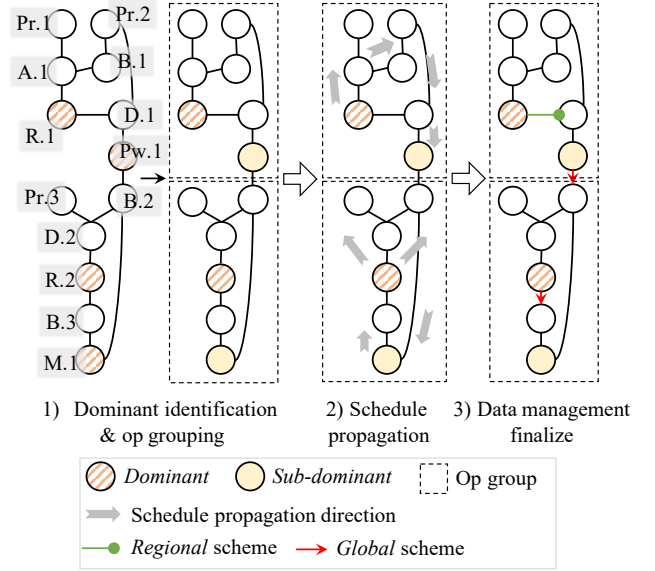 Pr.1
Pr.2
A.1
B.1
R.1
D.1
Pw.1
Pr.3
B.2
D.2
R.2
B.3
M.1
1) Dominant identification
& op grouping
2) Schedule
propagation
3) Data management
finalize
Dominant
Sub-dominant
Op group
Schedule propagation direction
Regional scheme
Global scheme